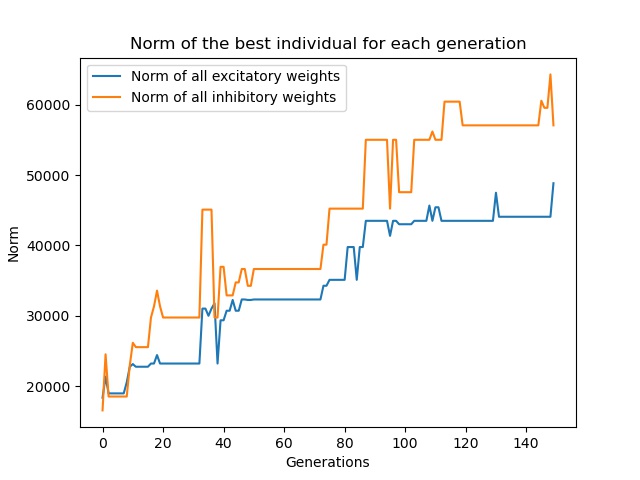 Norm of the best individual for each generation
Norm of all excitatory weights
Norm of all inhibitory weights
60000
50000
40000
30000
20000
Norm
0 20 40 60 80 100 120 140
Generations